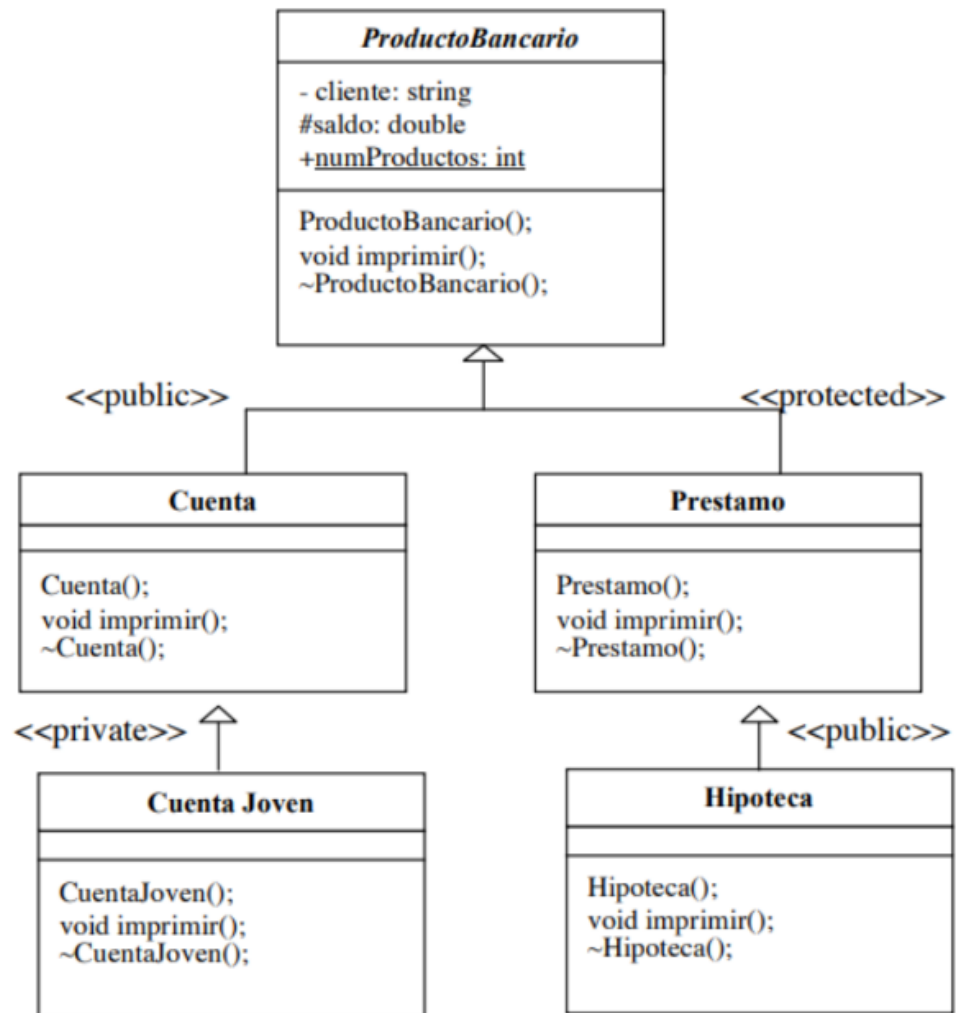 ProductoBancario
- cliente: string
#saldo: double
+numProductos: int
ProductoBancario();
void imprimir();
~ProductoBancario();
<<public>>
<<protected>>
Cuenta
Cuenta();
void imprimir();
~Cuenta();
Prestamo
Prestamo();
void imprimir();
~Prestamo();
<<private>>
<<public>>
Cuenta Joven
CuentaJoven();
void imprimir();
~CuentaJoven();
Hipoteca
Hipoteca();
void imprimir();
~Hipoteca();